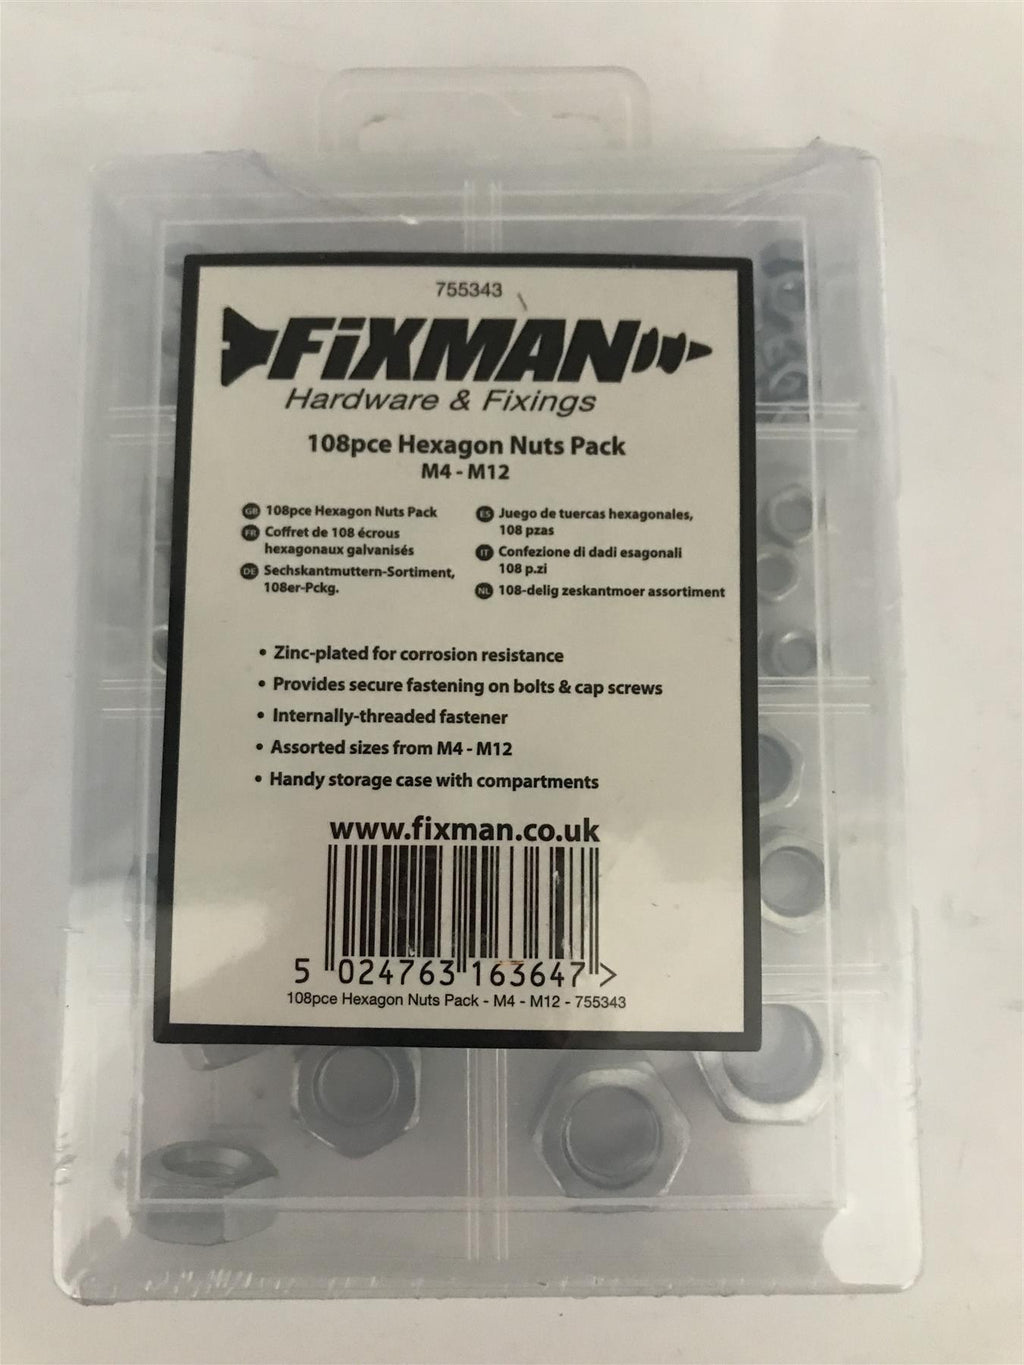 755343
FiXMAN
Hardware & Fixings
108pce Hexagon Nuts Pack
M4 - M12
GB 108pce Hexagon Nuts Pack
FR Coffret de 108 écrous
hexagonaux galvanisés
DE Sechskantmuttern-Sortiment,
108er-Pckg.
ES Juego de tuercas hexagonales,
108 pzas
IT Confezione di dadi esagonali
108 p.zi
NL 108-delig zeskantmoer assortiment
• Zinc-plated for corrosion resistance
• Provides secure fastening on bolts & cap screws
• Internally-threaded fastener
• Assorted sizes from M4 - M12
• Handy storage case with compartments
www.fixman.co.uk
5 024763 163647 >
108pce Hexagon Nuts Pack - M4 - M12 - 755343